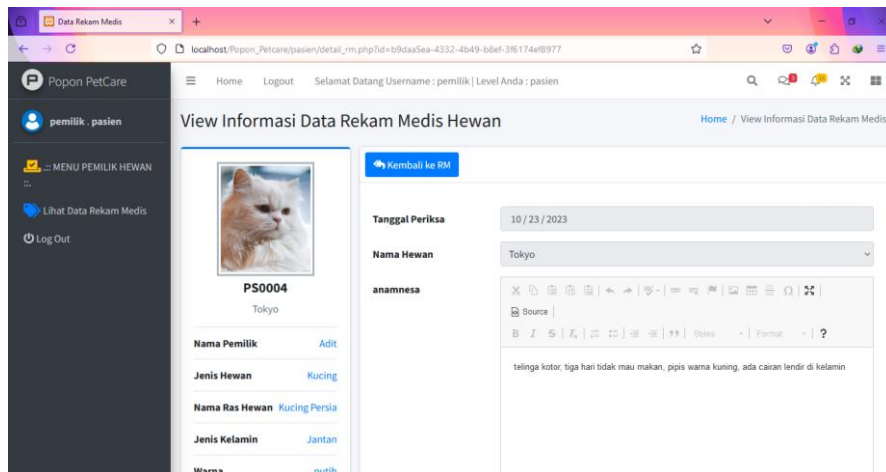 Data Rekam Medis
localhost/Popon_Petcare/pasien/detail_rm.php?id=b9daa5ea-4332-4b49-b8ef-3f6174ef8977
Popon PetCare
Home Logout Selamat Datang Username : pemilik | Level Anda : pasien
pemilik . pasien
.:: MENU PEMILIK HEWAN
::.
Lihat Data Rekam Medis
Log Out
View Informasi Data Rekam Medis Hewan
Home / View Informasi Data Rekam Medis
PS0004
Tokyo
Nama Pemilik Adit
Jenis Hewan Kucing
Nama Ras Hewan Kucing Persia
Jenis Kelamin Jantan
Warna putih
Kembali ke RM
Tanggal Periksa 10 / 23 / 2023
Nama Hewan Tokyo
anamnesa
Source
B I S Styles Format ?
telinga kotor, tiga hari tidak mau makan, pipis warna kuning, ada cairan lendir di kelamin